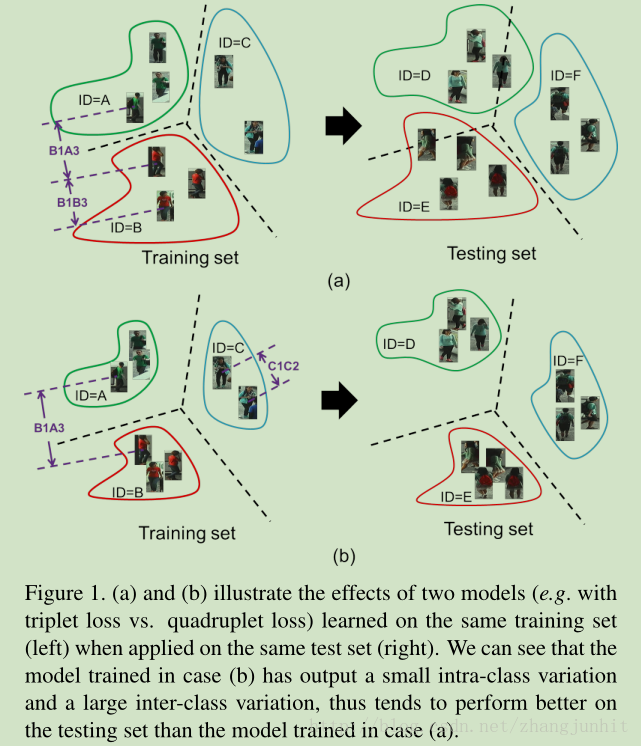 ID=C
ID=A
B1A3
B1B3
ID=B
Training set
ID=D
ID=F
ID=E
Testing set
(a)
ID=C
C1C2
ID=A
B1A3
ID=B
Training set
ID=D
ID=F
ID=E
Testing set
(b)
Figure 1. (a) and (b) illustrate the effects of two models (e.g. with
triplet loss vs. quadruplet loss) learned on the same training set
(left) when applied on the same test set (right). We can see that the
model trained in case (b) has output a small intra-class variation
and a large inter-class variation, thus tends to perform better on
the testing set than the model trained in case (a).
http://blog.csdn.net/zhangjunhit